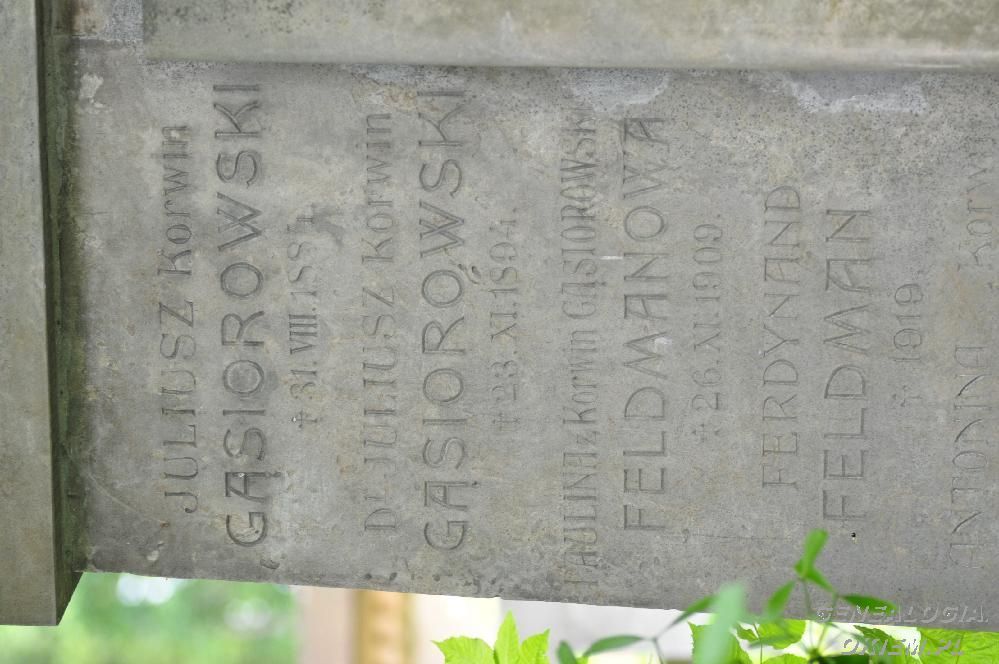 JULIUSZ Korwin
GĄSIOROWSKI
† 31.VIII.1884
Dr JULIUSZ Korwin
GĄSIOROWSKI
† 23.XI.1894.
PAULINA z Korwin GĄSIOROWSKICH
FELDMANOWA
† 26.XI.1909.
FERDYNAND
FELDMAN
† 1919.
ANTONINA Korwin
GENEALOGIA
OKIEM.PL